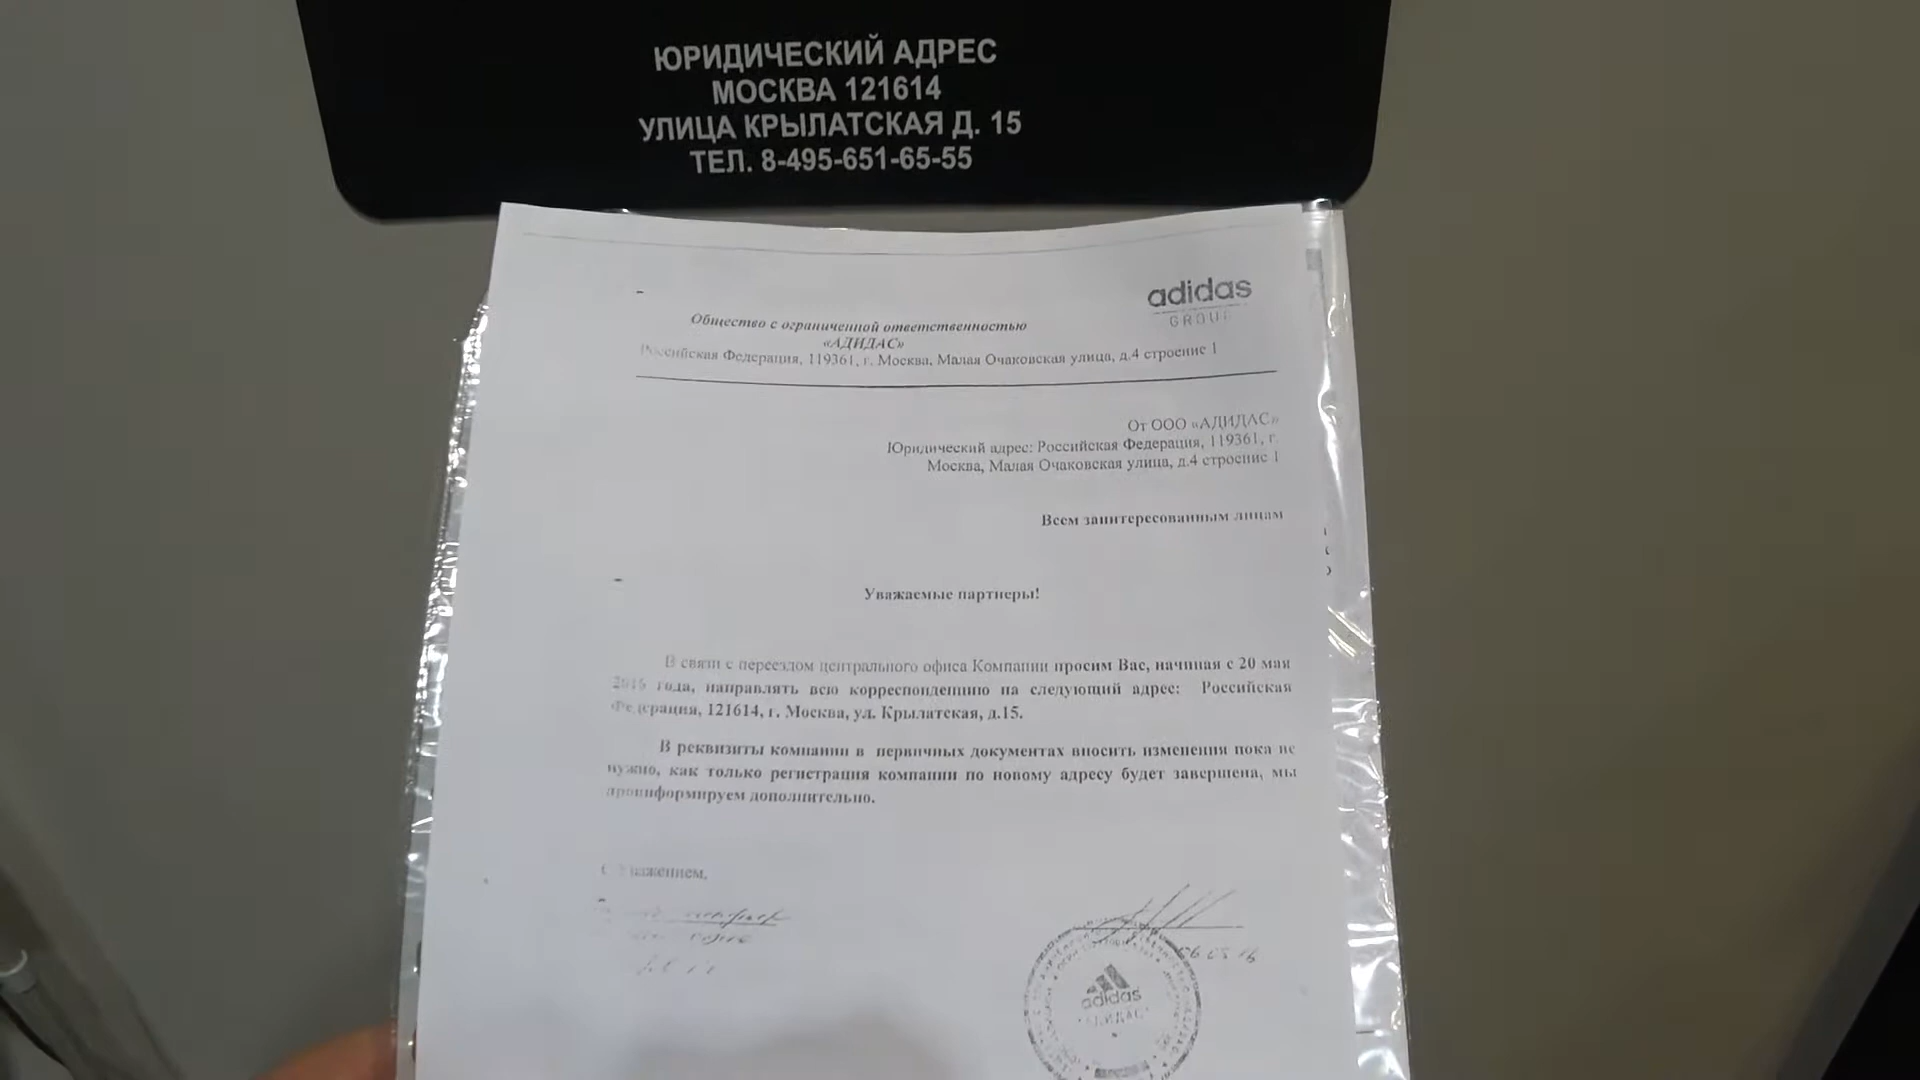 ЮРИДИЧЕСКИЙ АДРЕС
МОСКВА 121614
УЛИЦА КРЫЛАТСКАЯ Д. 15
ТЕЛ. 8-495-651-65-55
adidas
GROUP
Общество с ограниченной ответственностью
«АДИДАС»
Российская Федерация, 119361, г. Москва, Малая Очаковская улица, д.4 строение 1
От ООО «АДИДАС»
Юридический адрес: Российская Федерация, 119361, г.
Москва, Малая Очаковская улица, д.4 строение 1
Всем заинтересованным лицам
Уважаемые партнеры!
В связи с переездом центрального офиса Компании просим Вас, начиная с 20 мая
года, направлять всю корреспонденцию на следующий адрес: Российская
Федерация, 121614, г. Москва, ул. Крылатская, д.15.
В реквизиты компании в первичных документах вносить изменения пока не
нужно, как только регистрация компании по новому адресу будет завершена, мы
проинформируем дополнительно.
С уважением,
adidas
АДИДАС